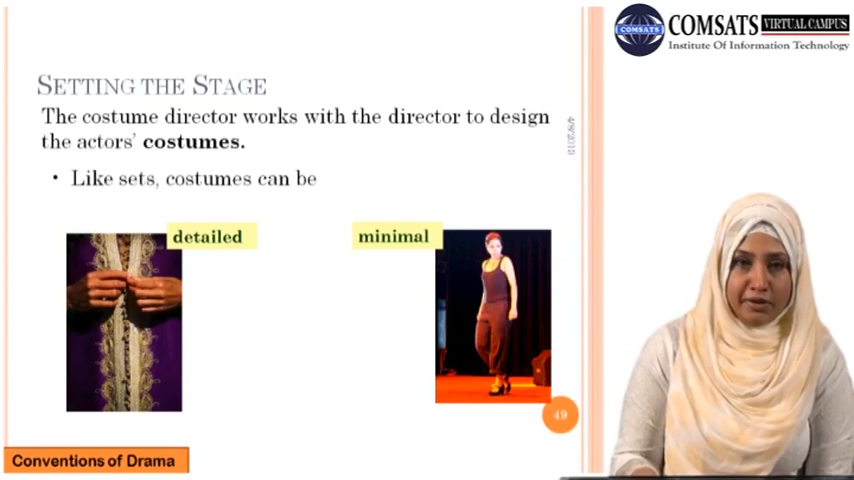 COMSATS VIRTUAL CAMPUS
COMSATS
Institute Of Information Technology
SETTING THE STAGE
The costume director works with the director to design
the actors' costumes.
• Like sets, costumes can be
detailed
minimal
49
Conventions of Drama